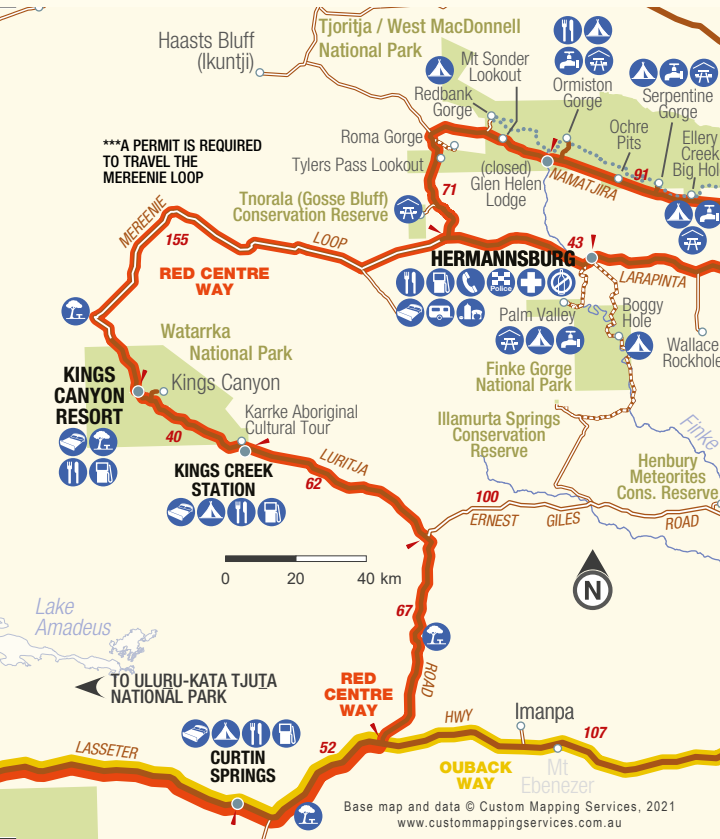 Tjoritja / West MacDonnell
National Park
Haasts Bluff
(Ikuntji)
Mt Sonder
Lookout
Redbank
Gorge
Ormiston
Gorge
Serpentine
Gorge
Ochre
Pits
Ellery
Creek
Big Hol
***A PERMIT IS REQUIRED
TO TRAVEL THE
MEREENIE LOOP
Roma Gorge
Tylers Pass Lookout
(closed)
Glen Helen
Lodge
NAMATJIRA
91
71
Tnorala (Gosse Bluff)
Conservation Reserve
MEREENIE
LOOP
155
RED CENTRE
WAY
HERMANNSBURG
43
LARAPINTA
Police
Palm Valley
Boggy
Hole
Wallace
Rockhole
Watarrka
National Park
Finke Gorge
National Park
KINGS
CANYON
RESORT
Kings Canyon
Karrke Aboriginal
Cultural Tour
40
LURITJA
KINGS CREEK
STATION
62
Illamurta Springs
Conservation
Reserve
Finke
Henbury
Meteorites
Cons. Reserve
100
ERNEST
GILES
ROAD
0
20
40 km
N
Lake
Amadeus
67
ROAD
TO ULURU-KATA TJUTA
NATIONAL PARK
RED
CENTRE
WAY
LASSETER
CURTIN
SPRINGS
52
HWY
Imanpa
107
OUBACK
WAY
Mt
Ebenezer
Base map and data © Custom Mapping Services, 2021
www.custommappingservices.com.au